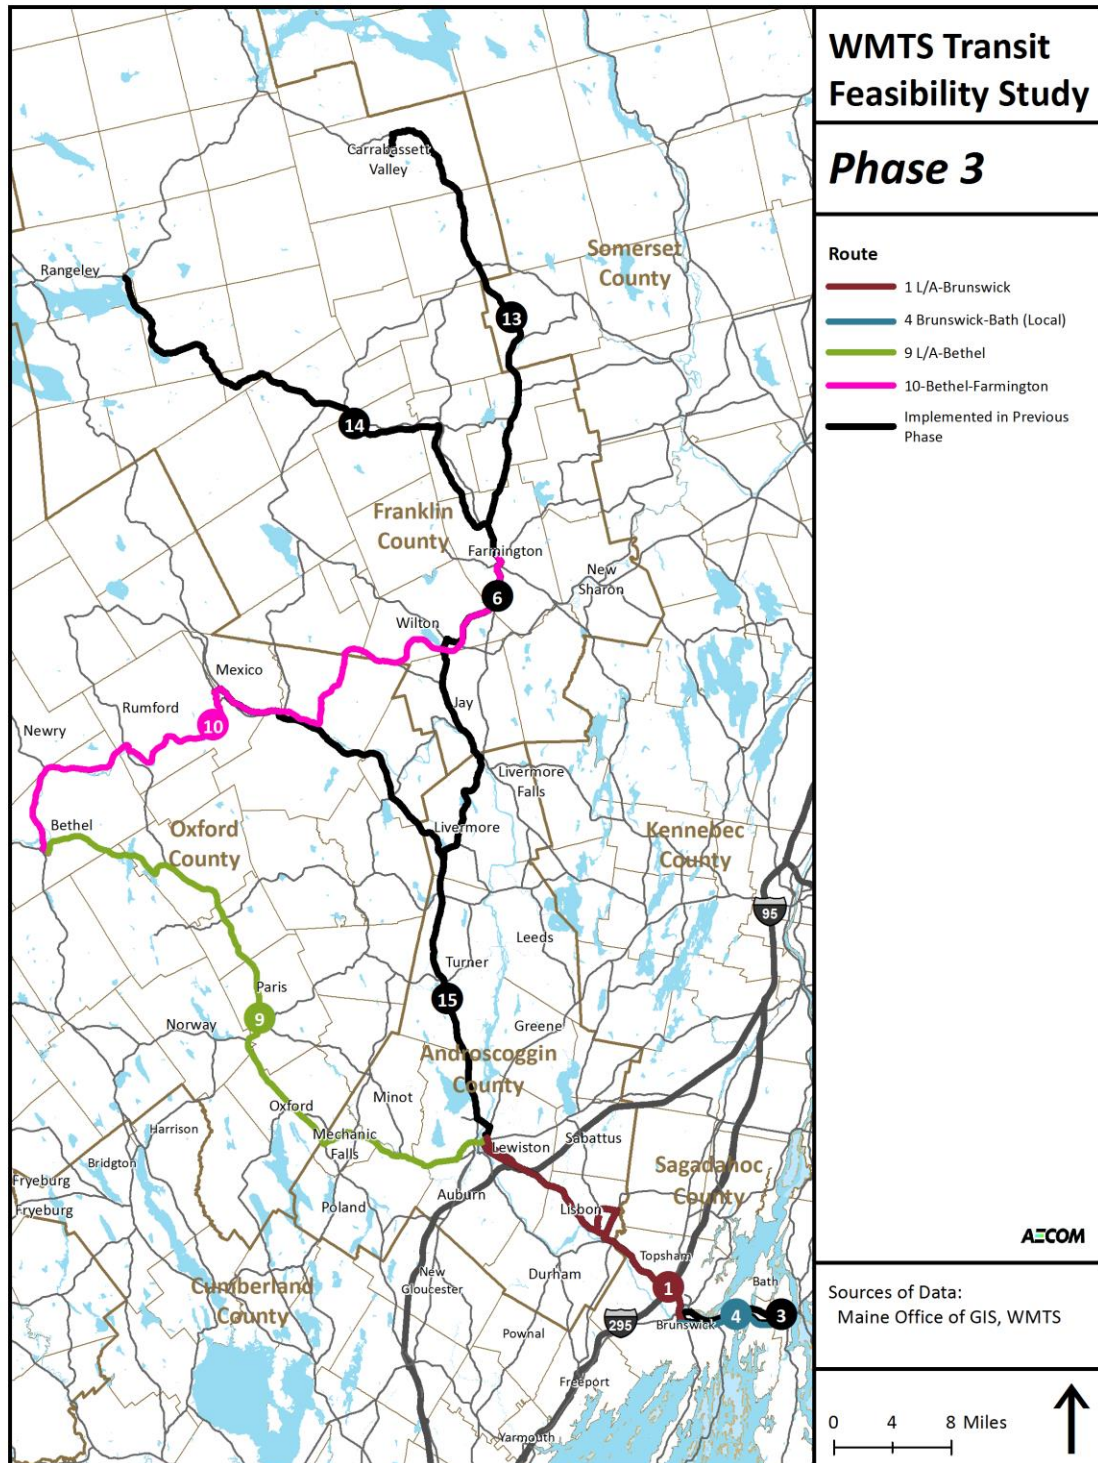 WMTS Transit
Feasibility Study
Phase 3
Route
1 L/A-Brunswick
4 Brunswick-Bath (Local)
9 L/A-Bethel
10-Bethel-Farmington
Implemented in Previous
Phase
Carrabassett
Valley
Somerset
County
Rangeley
13
14
Franklin
County
Farmington
New
Sharon
6
Wilton
Mexico
Jay
Rumford
10
Newry
Livermore
Falls
Bethel
Oxford
County
Livermore
Kennebec
County
95
Leeds
Turner
Paris
15
9
Norway
Greene
Androscoggin
County
Minot
Oxford
Harrison
Mechanic
Falls
Lewiston
Sabattus
Bridgton
Sagadahoc
County
Fryeburg
Fryeburg
Auburn
Poland
Lisbon
Topsham
New
Gloucester
Durham
Bath
Cumberland
County
1
4
3
295
Brunswick
Pownal
Freeport
Yarmouth
AECOM
Sources of Data:
Maine Office of GIS, WMTS
0 4 8 Miles